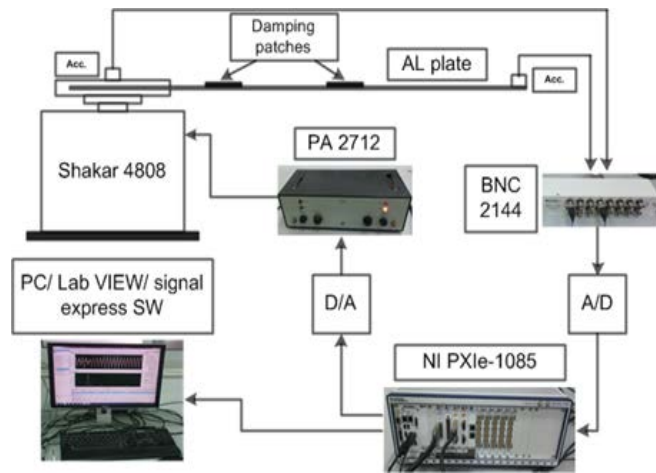 Damping
patches
Acc.
AL plate
Acc.
PA 2712
Shakar 4808
BNC
2144
PC/ Lab VIEW/ signal
express SW
D/A
A/D
NI PXIe-1085